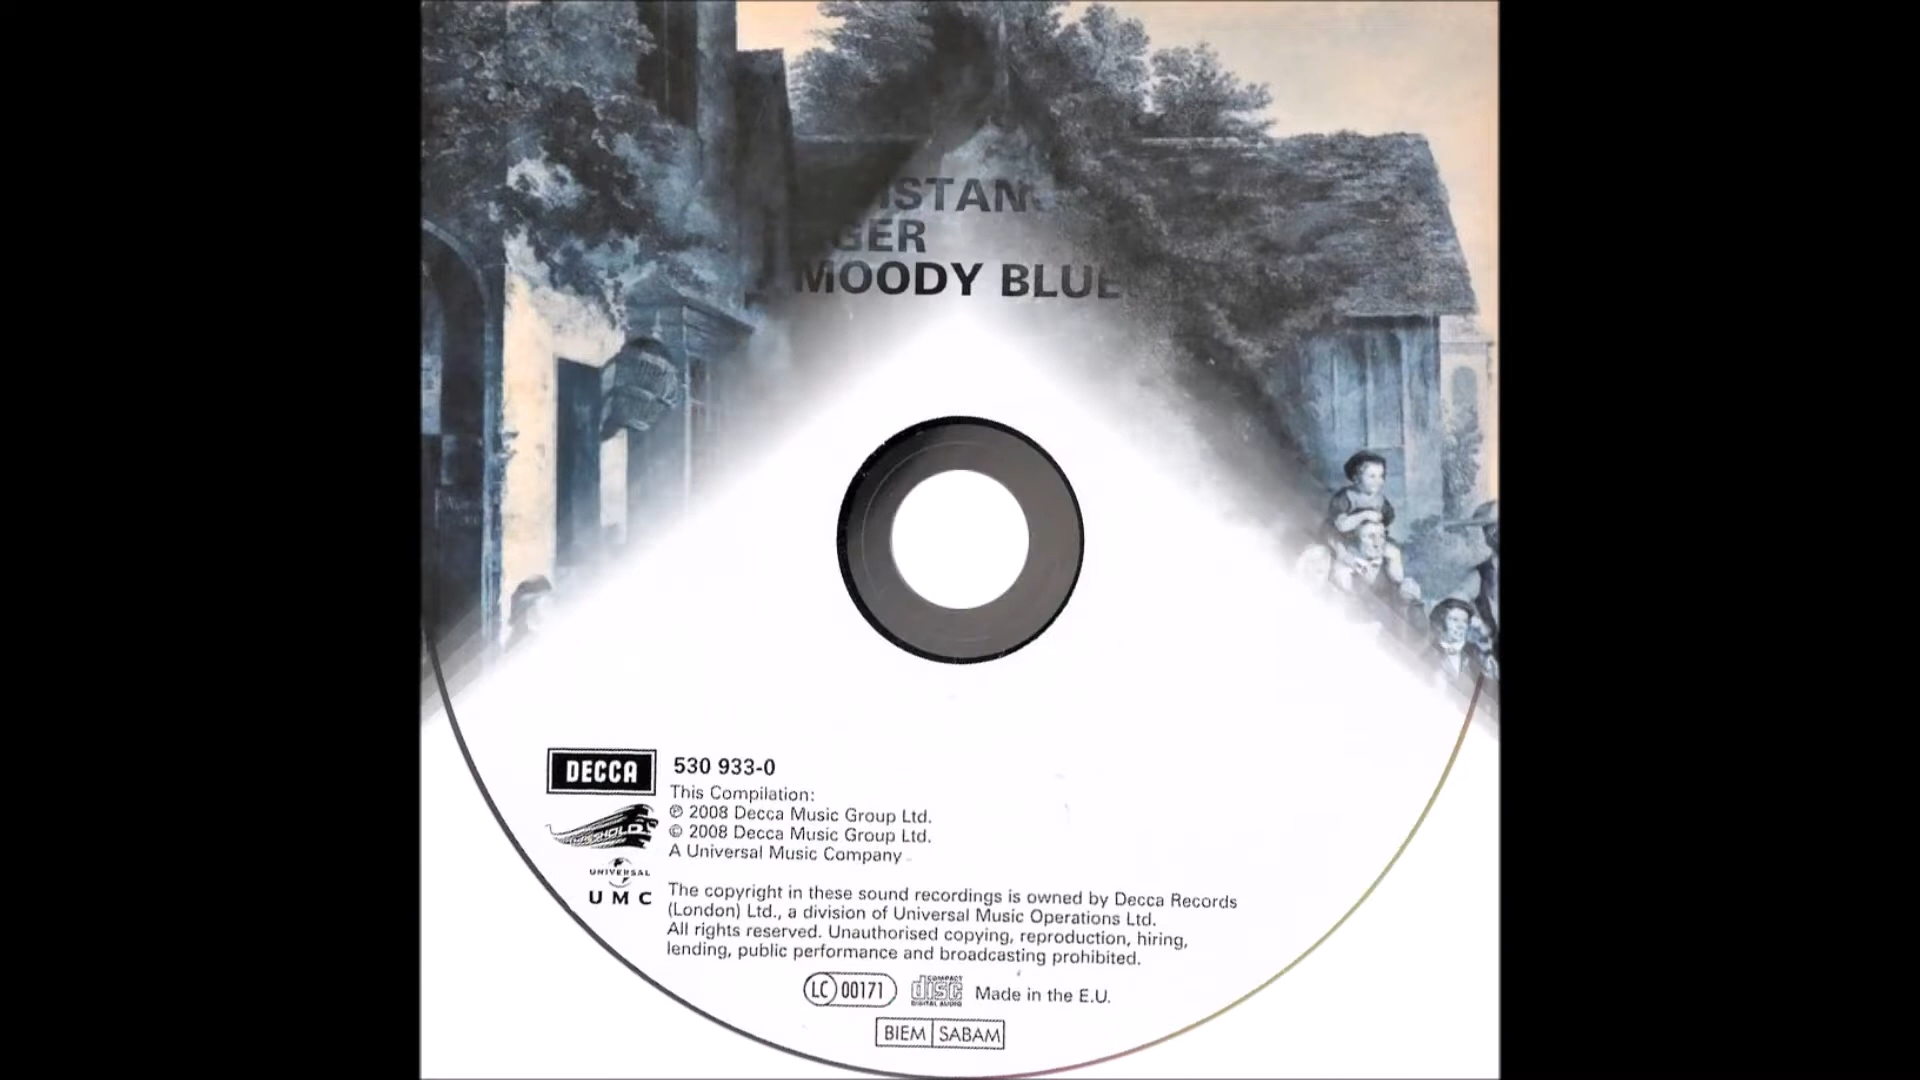 ISTAN
GER
MOODY BLUE
DECCA
530 933-0
This Compilation:
℗ 2008 Decca Music Group Ltd.
© 2008 Decca Music Group Ltd.
A Universal Music Company
THRESHOLD
UNIVERSAL
UMC
The copyright in these sound recordings is owned by Decca Records
(London) Ltd., a division of Universal Music Operations Ltd.
All rights reserved. Unauthorised copying, reproduction, hiring,
lending, public performance and broadcasting prohibited.
LC 00171
COMPACT
disc
DIGITAL AUDIO
Made in the E.U.
BIEM SABAM